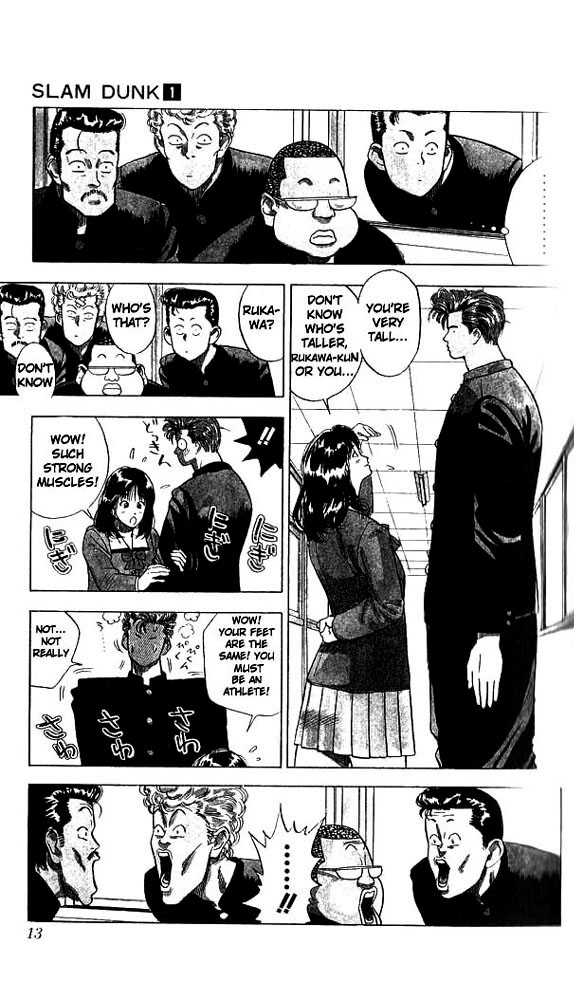 SLAM DUNK 1
YOU'RE
VERY
TALL...
DON'T
KNOW
WHO'S
TALLER,
RUKAWA-KUN
OR YOU...
RUKA-
WA?
WHO'S
THAT?
DON'T
KNOW
!!
WOW!
SUCH
STRONG
MUSCLES!
WOW!
YOUR FEET
ARE THE
SAME! YOU
MUST
BE AN
ATHLETE!
NOT...
NOT
REALLY
......!!
13